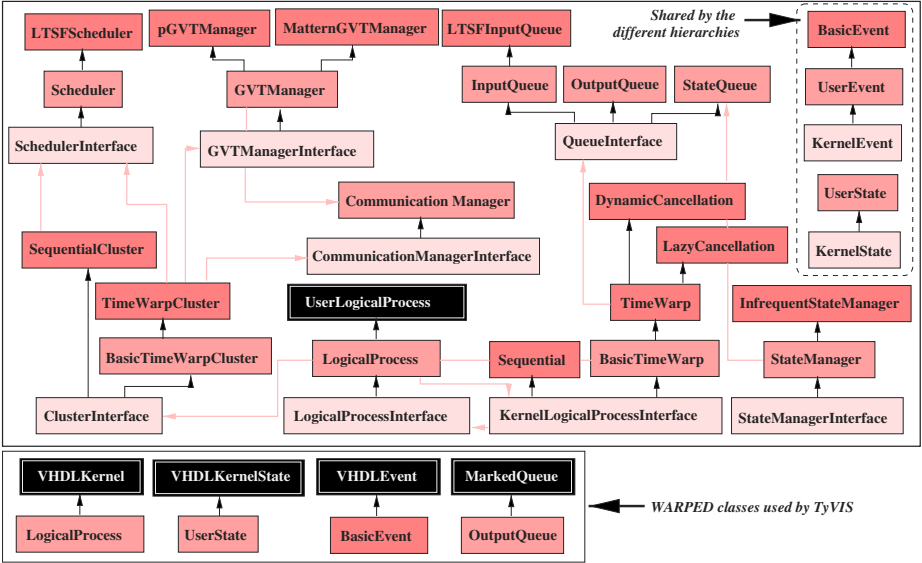 LTSFScheduler
pGVTManager
MatternGVTManager
LTSFInputQueue
Shared by the
different hierarchies
BasicEvent
Scheduler
GVTManager
InputQueue
OutputQueue
StateQueue
UserEvent
SchedulerInterface
GVTManagerInterface
QueueInterface
KernelEvent
Communication Manager
DynamicCancellation
UserState
SequentialCluster
CommunicationManagerInterface
LazyCancellation
KernelState
TimeWarpCluster
UserLogicalProcess
TimeWarp
InfrequentStateManager
BasicTimeWarpCluster
LogicalProcess
Sequential
BasicTimeWarp
StateManager
ClusterInterface
LogicalProcessInterface
KernelLogicalProcessInterface
StateManagerInterface
VHDLKernel
VHDLKernelState
VHDLEvent
MarkedQueue
WARPED classes used by TyVIS
LogicalProcess
UserState
BasicEvent
OutputQueue